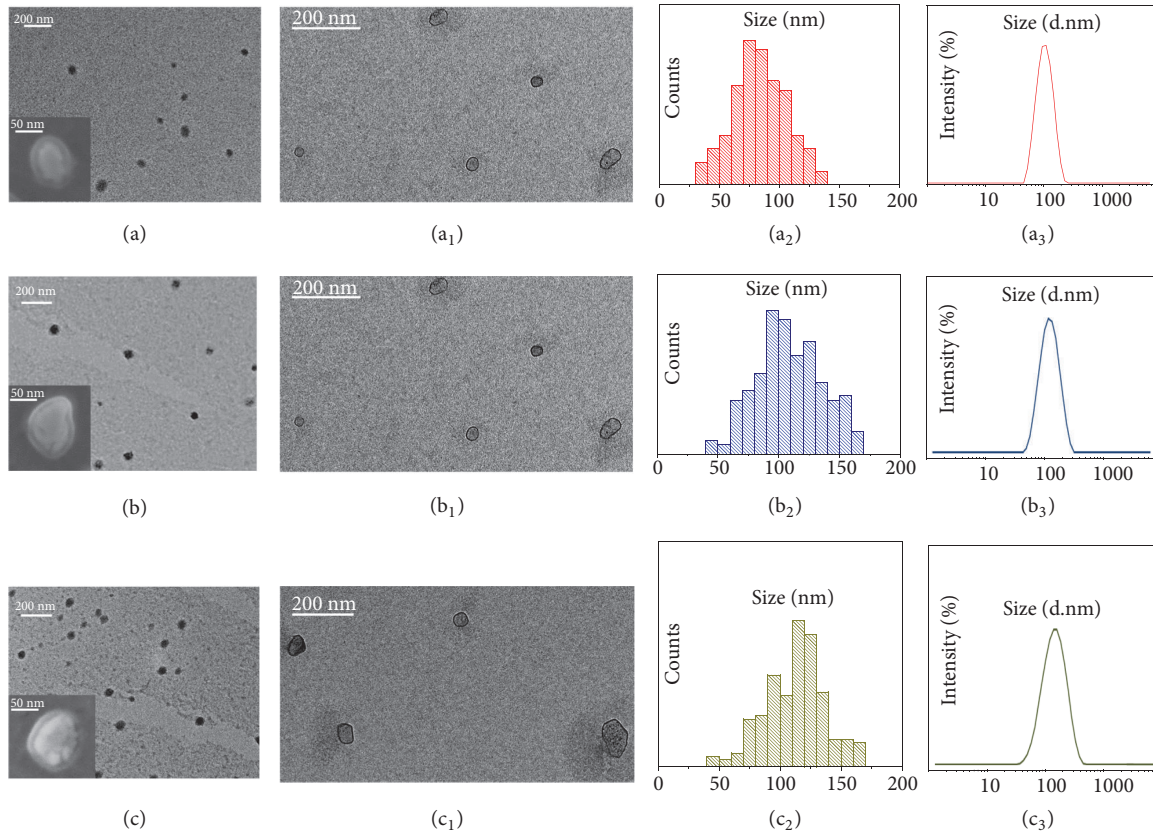 200 nm
50 nm
(a)
200 nm
(a1)
Size (nm)
Counts
0 50 100 150 200
(a2)
Size (d.nm)
Intensity (%)
10 100 1000
(a3)
200 nm
50 nm
(b)
200 nm
(b1)
Size (nm)
Counts
0 50 100 150 200
(b2)
Size (d.nm)
Intensity (%)
10 100 1000
(b3)
200 nm
50 nm
(c)
200 nm
(c1)
Size (nm)
Counts
0 50 100 150 200
(c2)
Size (d.nm)
Intensity (%)
10 100 1000
(c3)